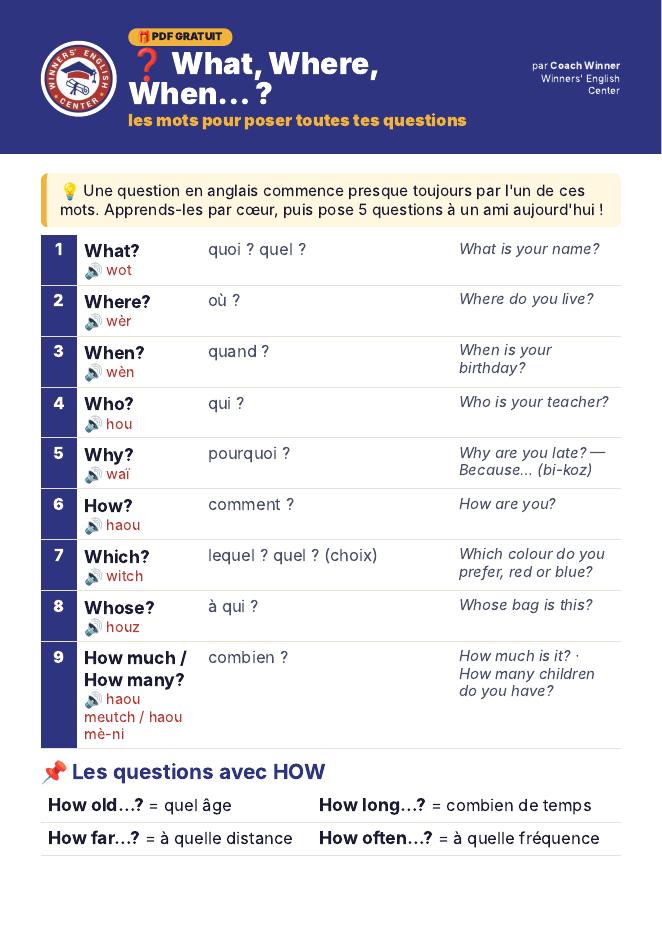 🎁 PDF GRATUIT
WINNERS' ENGLISH
CENTER
❓ What, Where,
When… ?
les mots pour poser toutes tes questions
par Coach Winner
Winners' English
Center
💡 Une question en anglais commence presque toujours par l'un de ces
mots. Apprends-les par cœur, puis pose 5 questions à un ami aujourd'hui !
1 What? quoi ? quel ? What is your name?
🔊 wot
2 Where? où ? Where do you live?
🔊 wèr
3 When? quand ? When is your
🔊 wèn birthday?
4 Who? qui ? Who is your teacher?
🔊 hou
5 Why? pourquoi ? Why are you late? —
🔊 waï Because… (bi-koz)
6 How? comment ? How are you?
🔊 haou
7 Which? lequel ? quel ? (choix) Which colour do you
🔊 witch prefer, red or blue?
8 Whose? à qui ? Whose bag is this?
🔊 houz
9 How much / combien ? How much is it? ·
How many? How many children
🔊 haou do you have?
meutch / haou
mè-ni
📌 Les questions avec HOW
How old…? = quel âge How long…? = combien de temps
How far…? = à quelle distance How often…? = à quelle fréquence